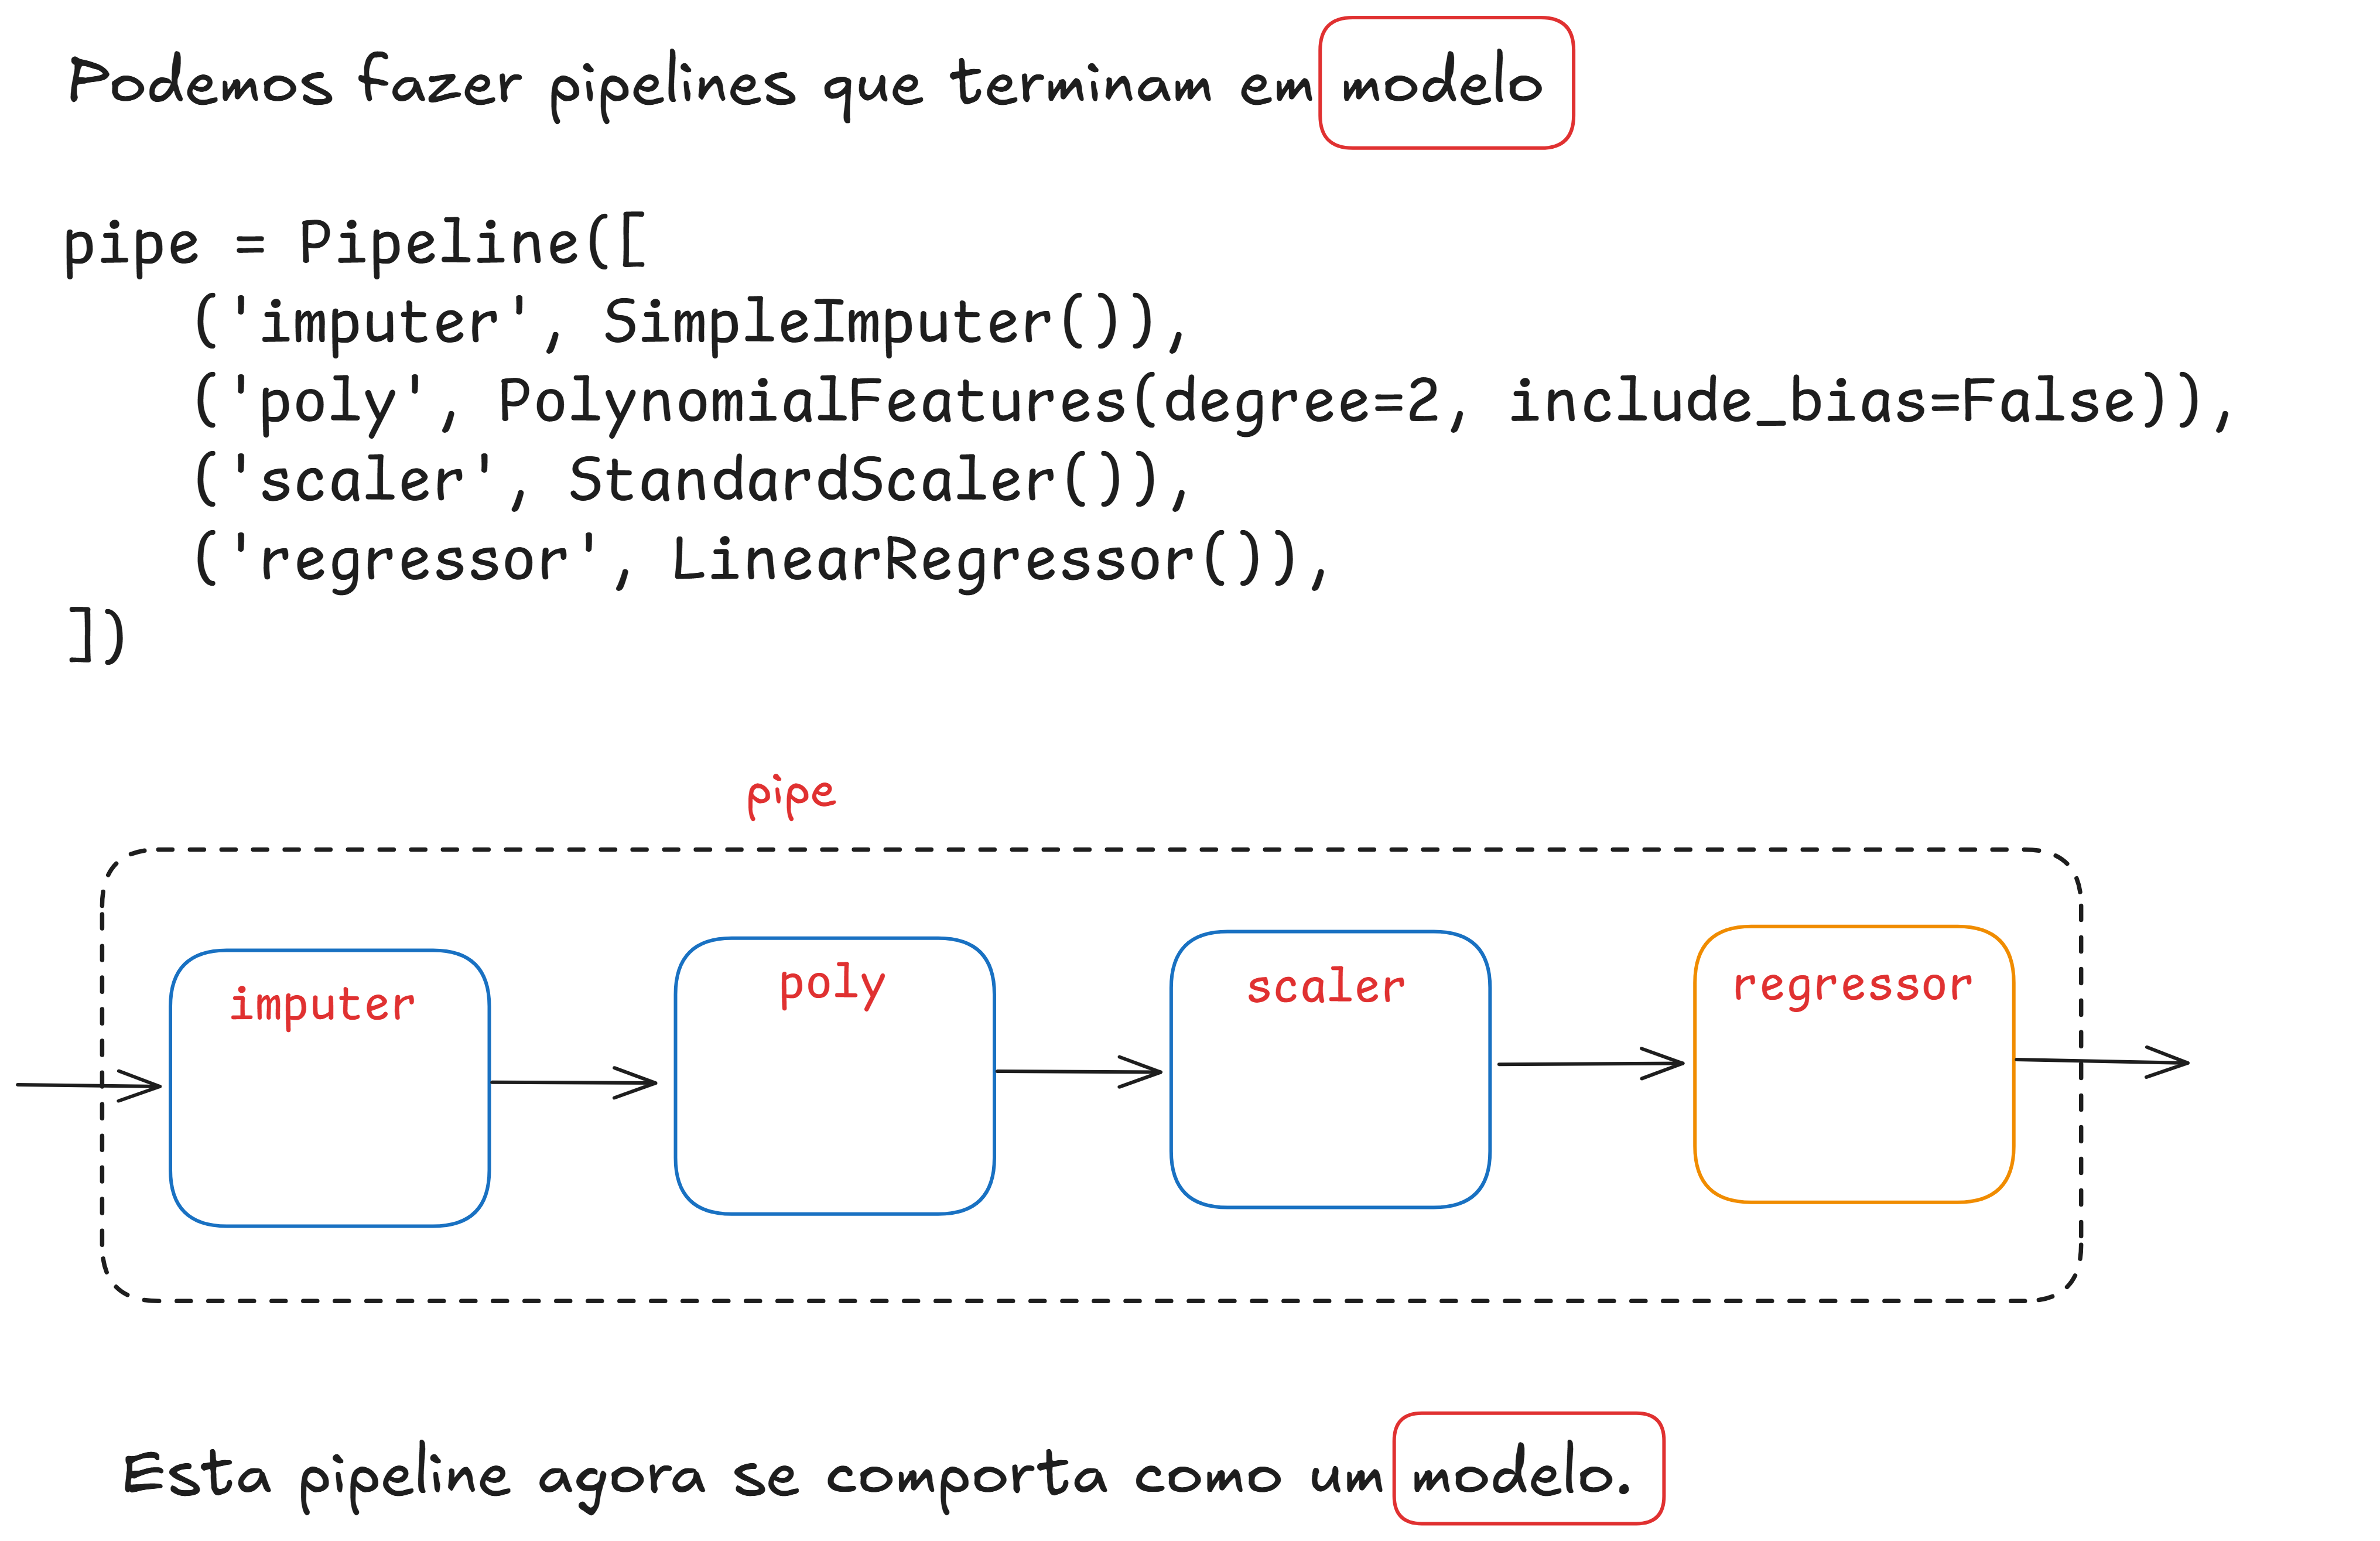 Podemos fazer pipelines que terminam em modelo
pipe = Pipeline([
    ('imputer', SimpleImputer()),
    ('poly', PolynomialFeatures(degree=2, include_bias=False)),
    ('scaler', StandardScaler()),
    ('regressor', LinearRegressor()),
])
pipe
imputer
poly
scaler
regressor
Esta pipeline agora se comporta como um modelo.